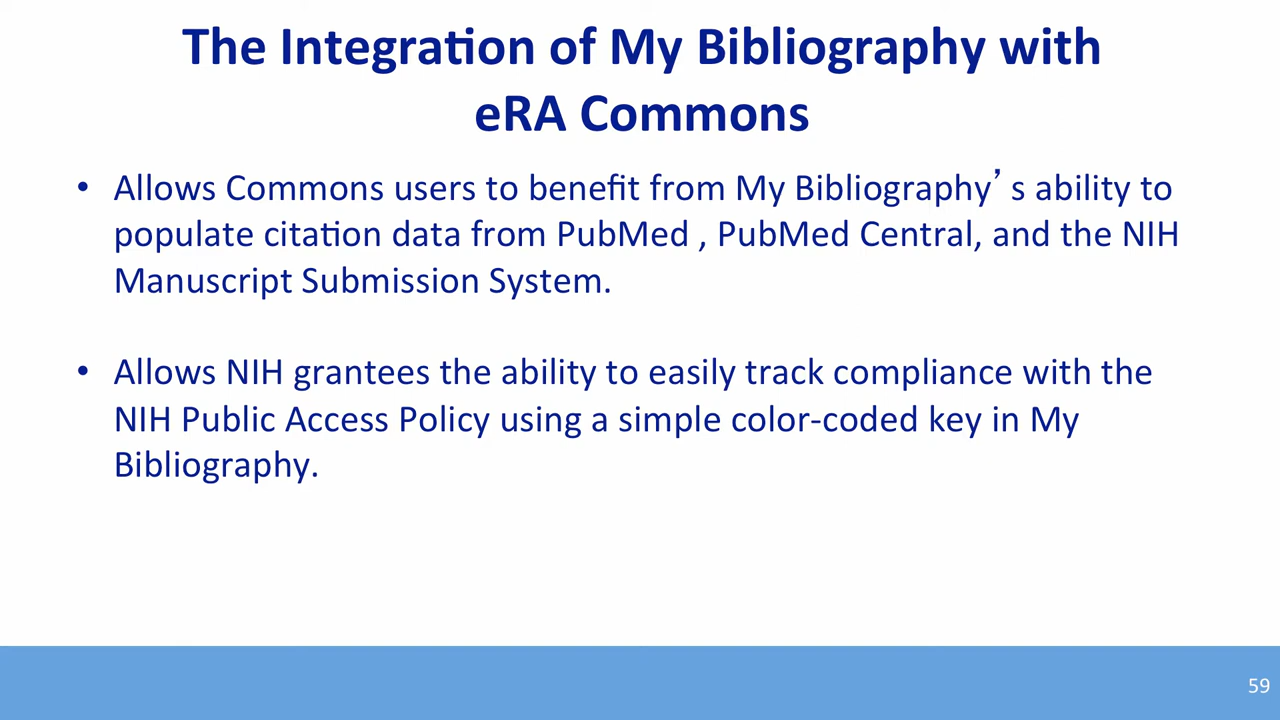 The Integration of My Bibliography with
eRA Commons
• Allows Commons users to benefit from My Bibliography’s ability to
populate citation data from PubMed , PubMed Central, and the NIH
Manuscript Submission System.
• Allows NIH grantees the ability to easily track compliance with the
NIH Public Access Policy using a simple color-coded key in My
Bibliography.
59